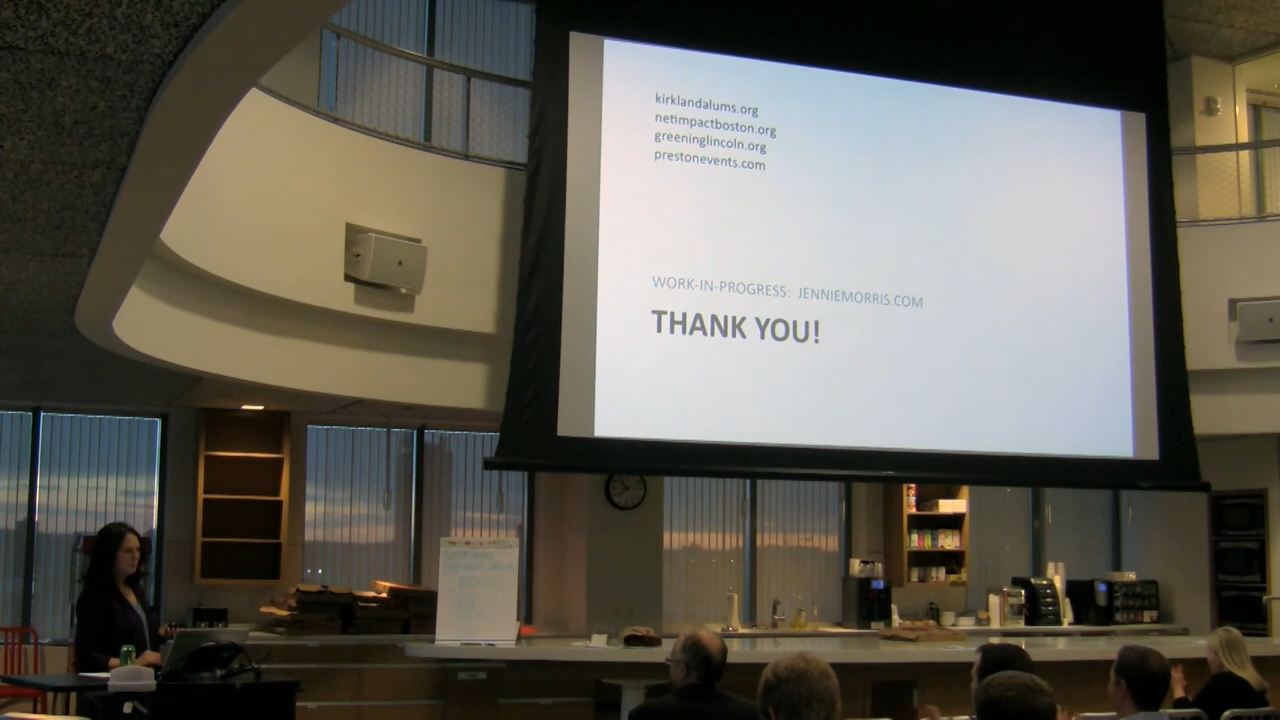 kirklandalums.org
netimpactboston.org
greeninglincoln.org
prestonevents.com
WORK-IN-PROGRESS: JENNIEMORRIS.COM
THANK YOU!